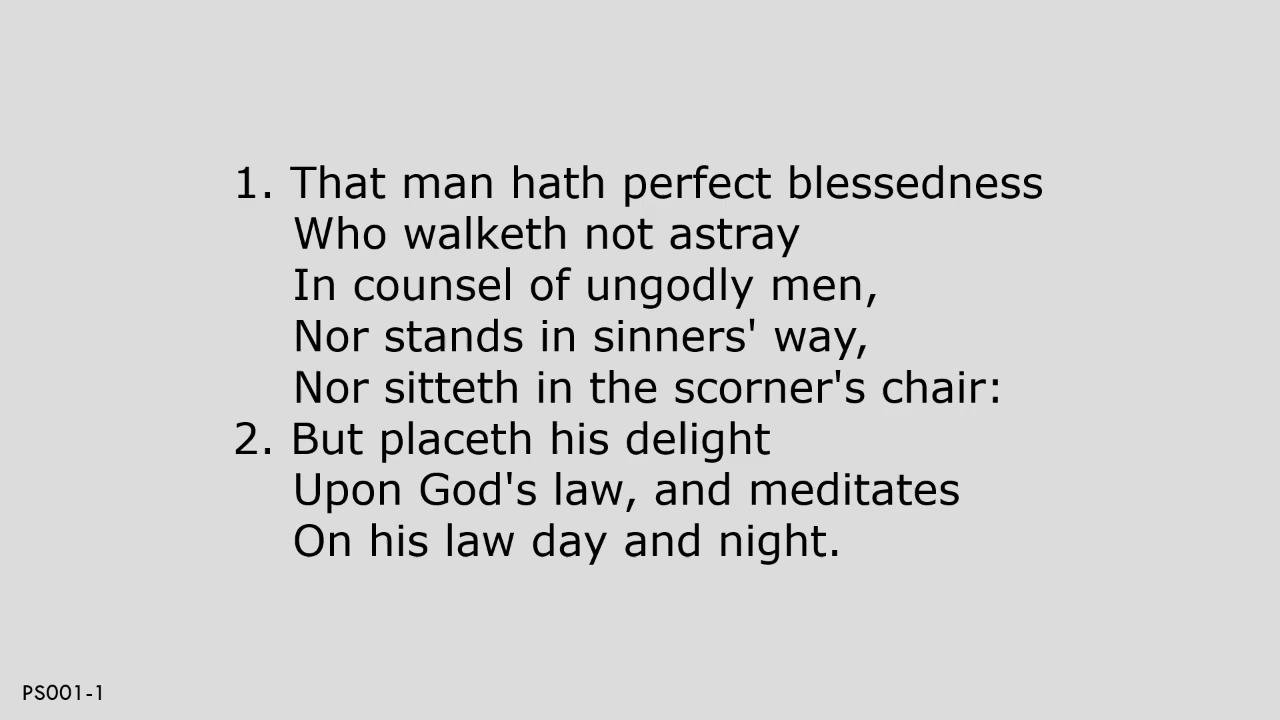 1. That man hath perfect blessedness
Who walketh not astray
In counsel of ungodly men,
Nor stands in sinners' way,
Nor sitteth in the scorner's chair:
2. But placeth his delight
Upon God's law, and meditates
On his law day and night.
PS001-1